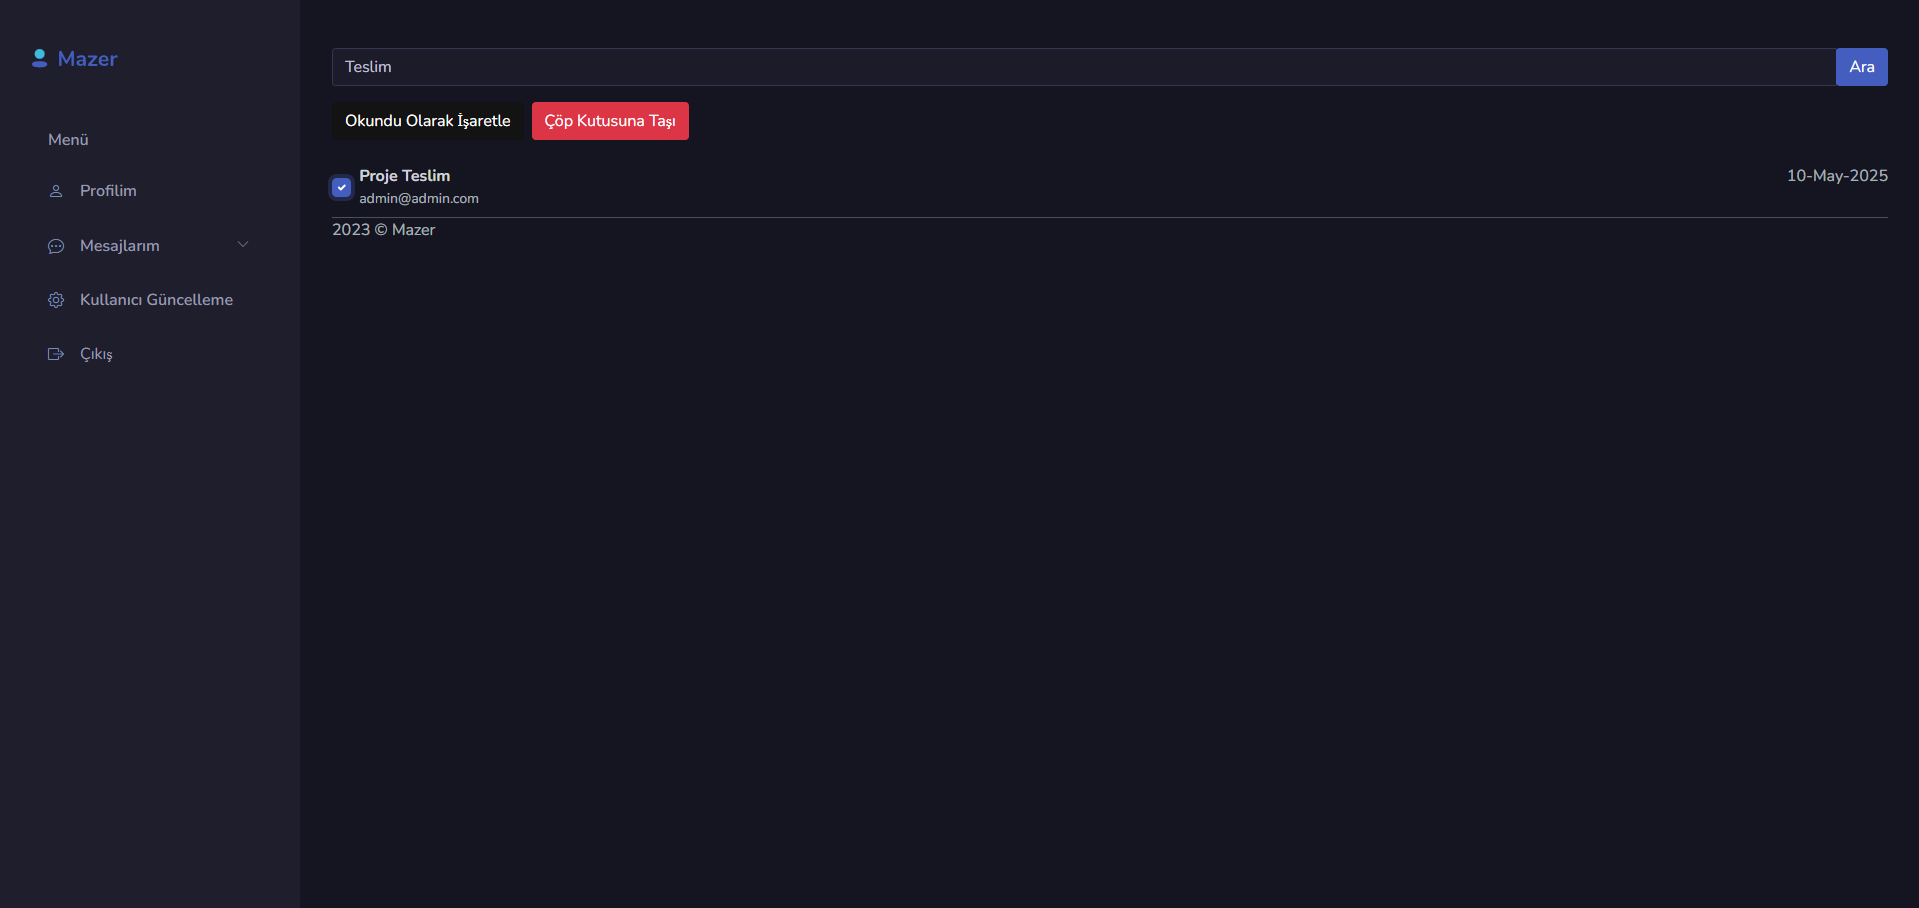 Mazer
Menü
Profilim
Mesajlarım
Kullanıcı Güncelleme
Çıkış
Teslim
Ara
Okundu Olarak İşaretle
Çöp Kutusuna Taşı
Proje Teslim
10-May-2025
admin@admin.com
2023 © Mazer